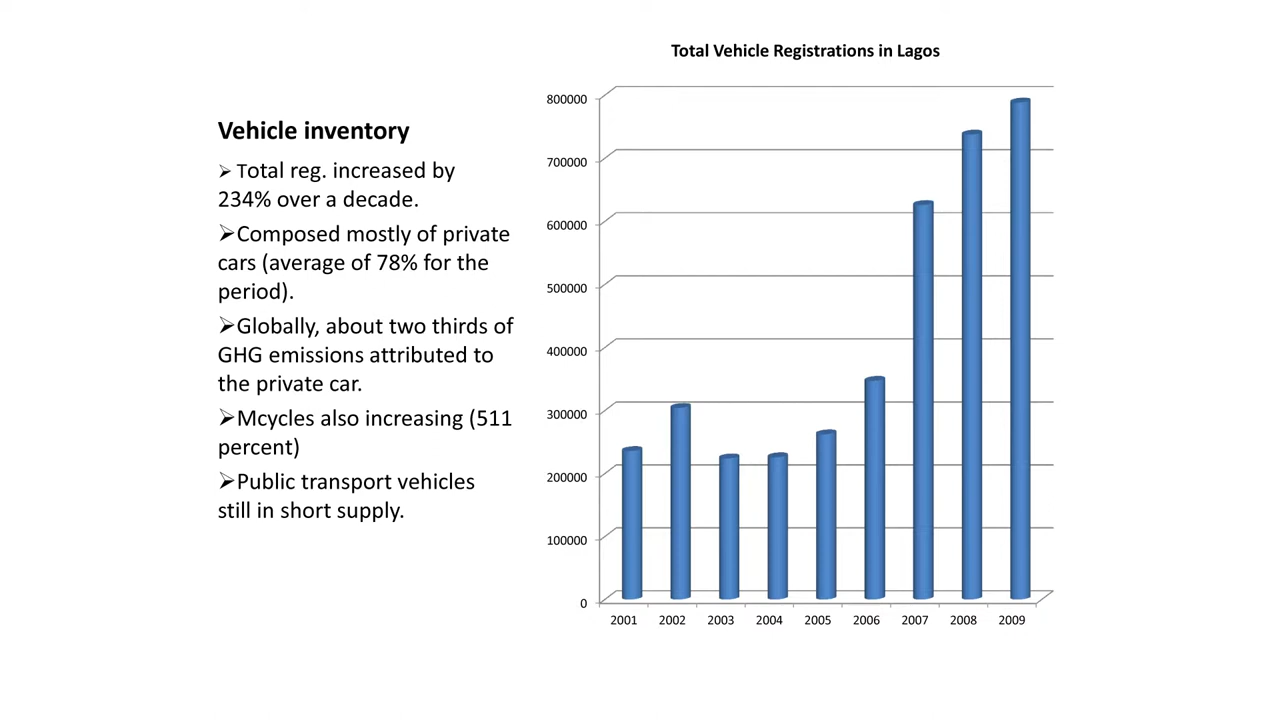 Total Vehicle Registrations in Lagos
Vehicle inventory
➢ Total reg. increased by
234% over a decade.
➢Composed mostly of private
cars (average of 78% for the
period).
➢Globally, about two thirds of
GHG emissions attributed to
the private car.
➢Mcycles also increasing (511
percent)
➢Public transport vehicles
still in short supply.
800000
700000
600000
500000
400000
300000
200000
100000
0
2001 2002 2003 2004 2005 2006 2007 2008 2009